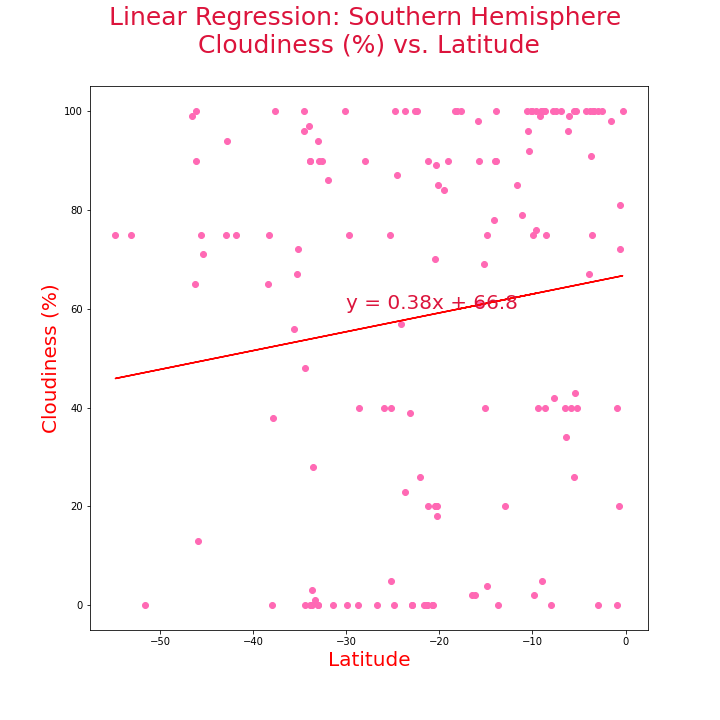 Linear Regression: Southern Hemisphere
Cloudiness (%) vs. Latitude
100
80
60
40
20
0
Cloudiness (%)
y = 0.38x + 66.8
−50
−40
−30
−20
−10
0
Latitude